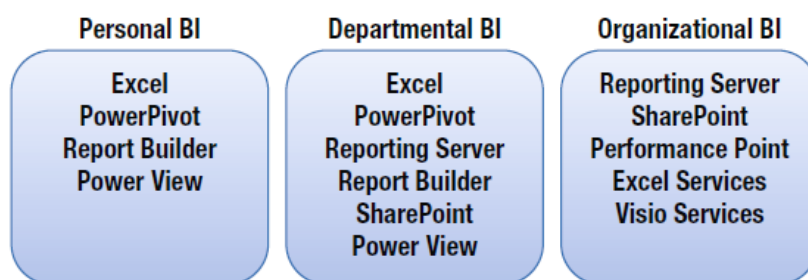 Personal BI
Excel
PowerPivot
Report Builder
Power View
Departmental BI
Excel
PowerPivot
Reporting Server
Report Builder
SharePoint
Power View
Organizational BI
Reporting Server
SharePoint
Performance Point
Excel Services
Visio Services